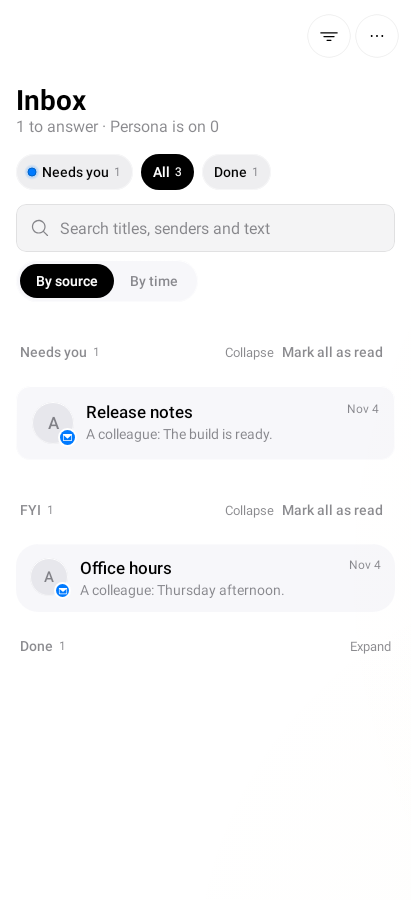 Inbox
1 to answer · Persona is on 0
Needs you 1 All 3 Done 1
Search titles, senders and text
By source By time
Needs you 1 Collapse Mark all as read
A Release notes Nov 4
A colleague: The build is ready.
FYI 1 Collapse Mark all as read
A Office hours Nov 4
A colleague: Thursday afternoon.
Done 1 Expand